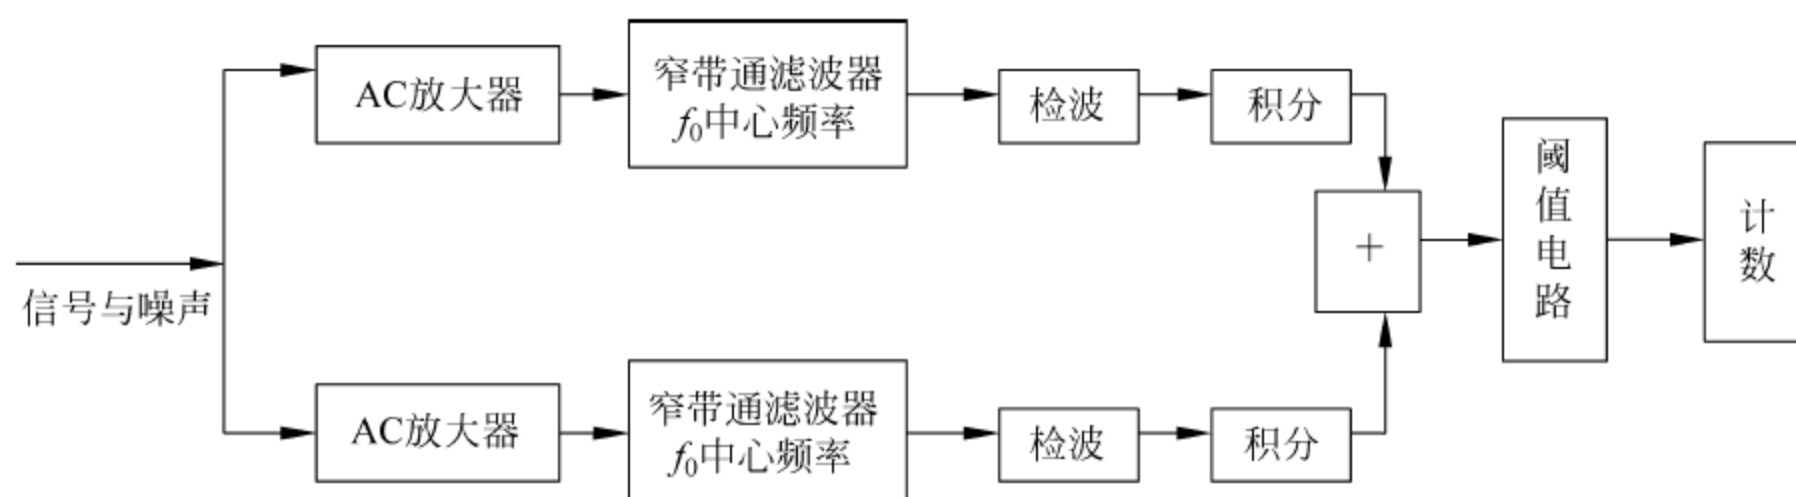 AC放大器
窄带通滤波器
f₀中心频率
检波
积分
信号与噪声
+
阈
值
电
路
计
数
AC放大器
窄带通滤波器
f₀中心频率
检波
积分